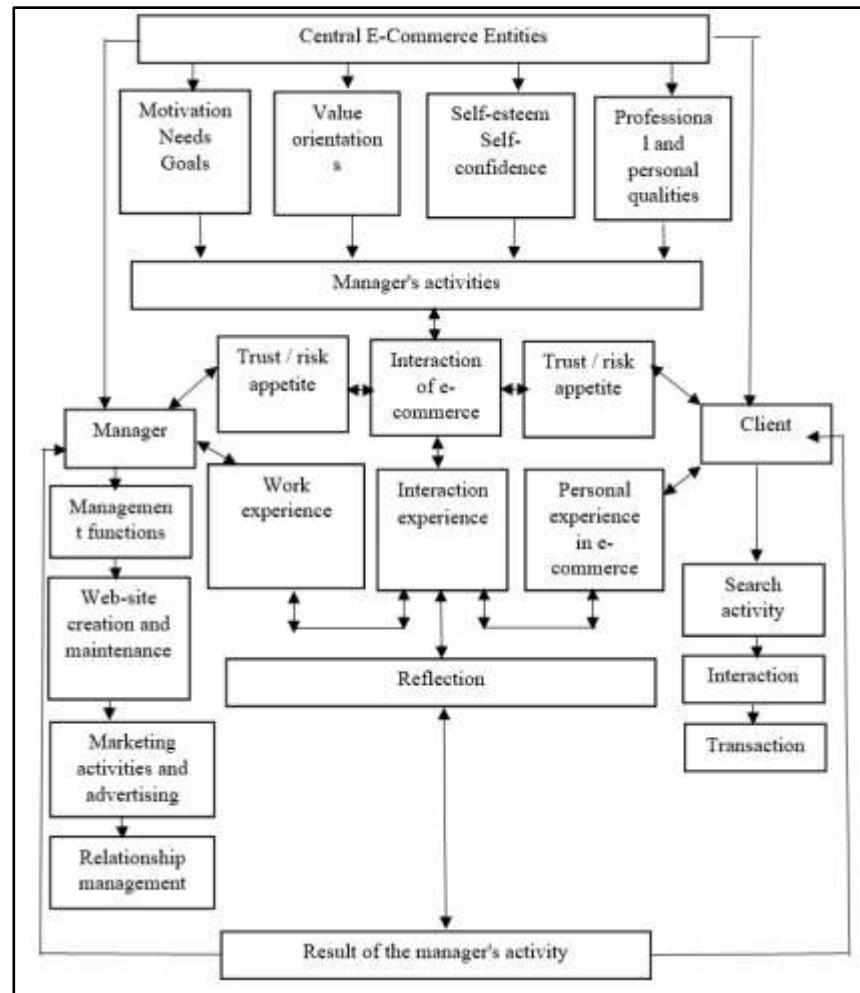 Central E-Commerce Entities
Motivation
Needs
Goals
Value
orientation
s
Self-esteem
Self-
confidence
Professiona
l and
personal
qualities
Manager's activities
Trust / risk
appetite
Interaction
of e-
commerce
Trust / risk
appetite
Manager
Client
Work
experience
Interaction
experience
Personal
experience
in e-
commerce
Managemen
t functions
Web-site
creation and
maintenance
Search
activity
Reflection
Interaction
Marketing
activities and
advertising
Transaction
Relationship
management
Result of the manager's activity